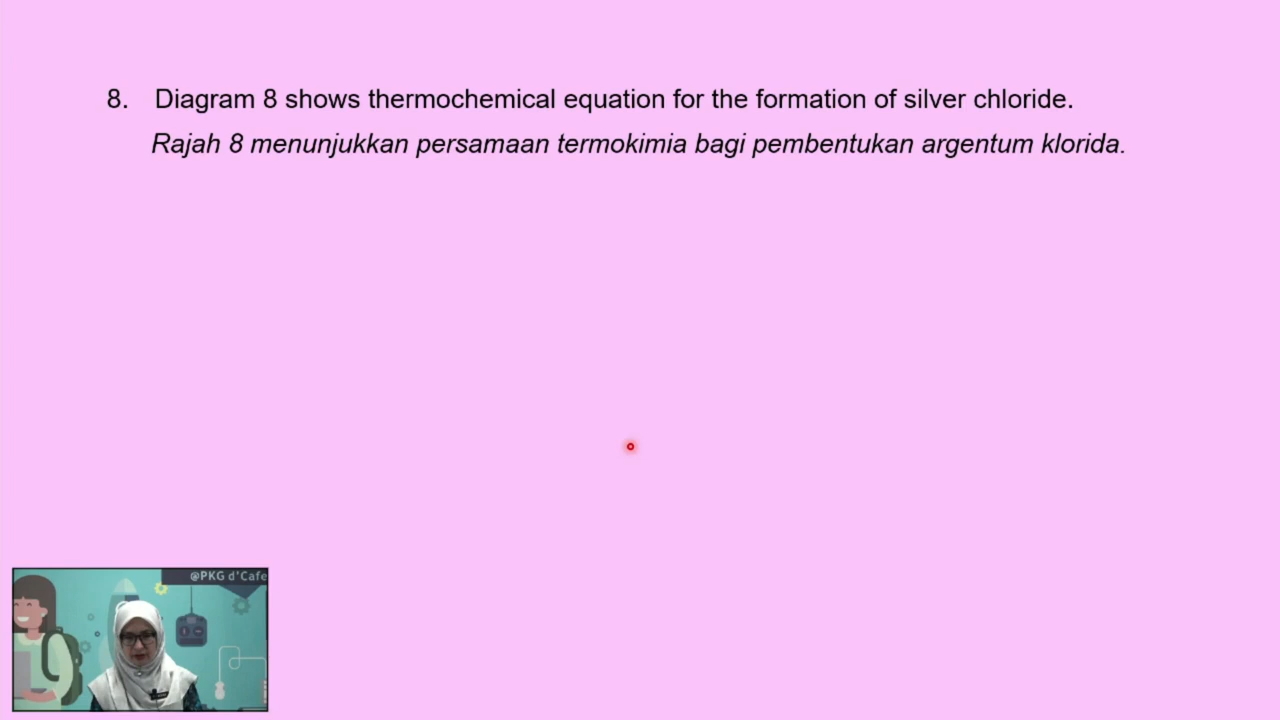 8. Diagram 8 shows thermochemical equation for the formation of silver chloride.
Rajah 8 menunjukkan persamaan termokimia bagi pembentukan argentum klorida.
@PKG d'Cafe